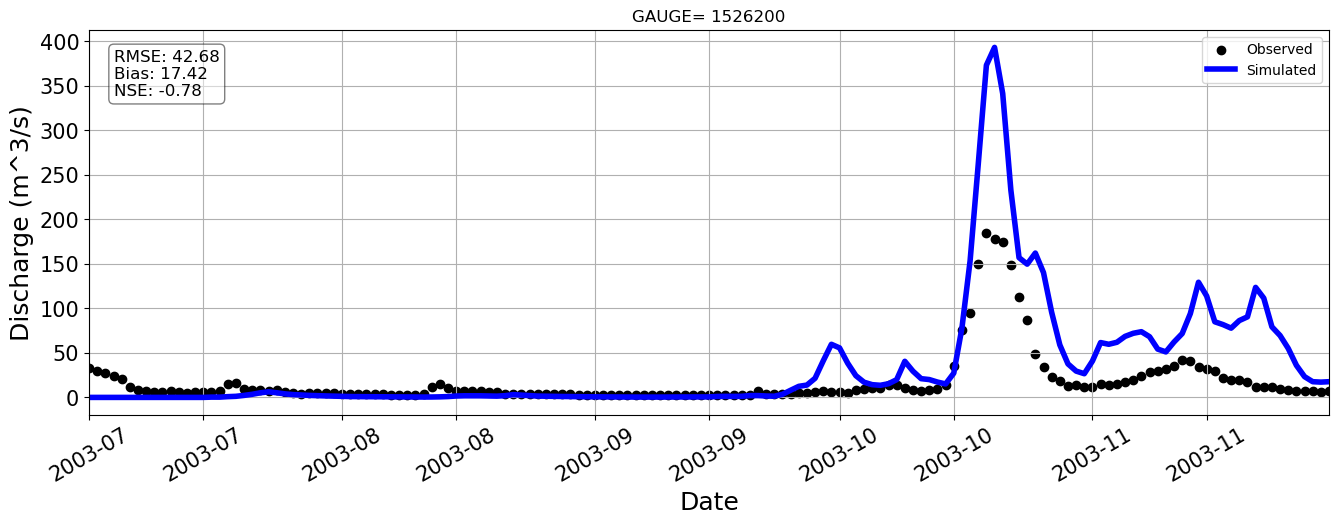 GAUGE= 1526200
RMSE: 42.68
Bias: 17.42
NSE: -0.78
Observed
Simulated
Discharge (m^3/s)
400
350
300
250
200
150
100
50
0
2003-07
2003-07
2003-08
2003-08
2003-09
2003-09
2003-10
2003-10
2003-11
2003-11
Date